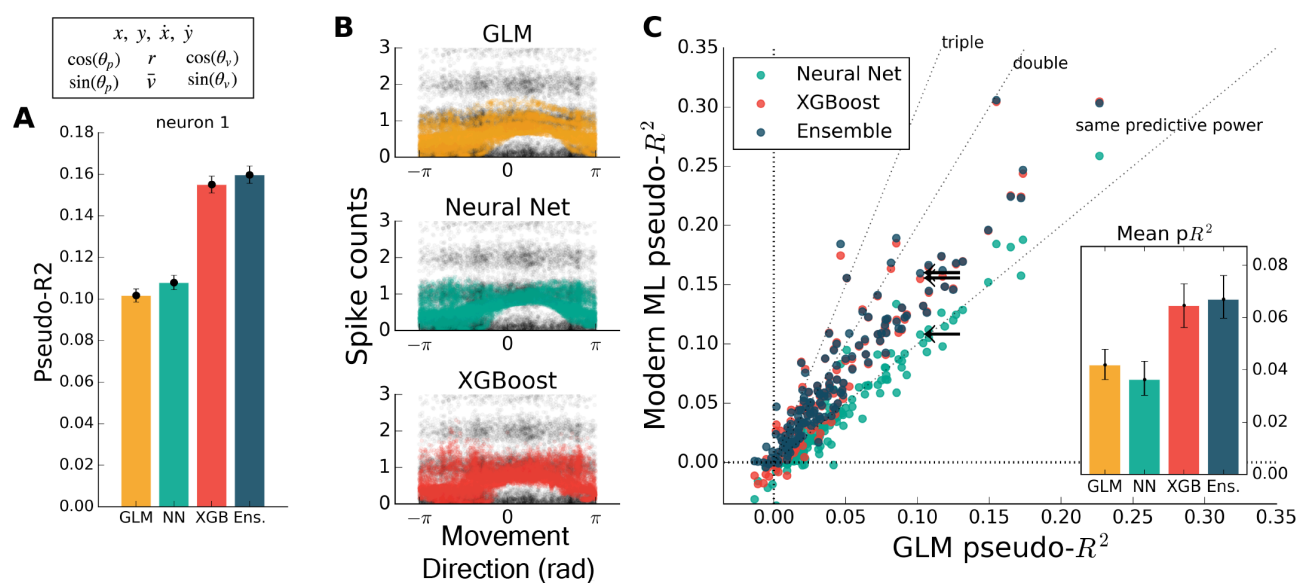 x, y, ẋ, ẏ
cos(θp) r cos(θv)
sin(θp) v̄ sin(θv)
A
neuron 1
Pseudo-R2
0.18
0.16
0.14
0.12
0.10
0.08
0.06
0.04
0.02
0.00
GLM NN XGB Ens.
B
GLM
3
2
1
0
−π 0 π
Neural Net
3
2
1
0
−π 0 π
XGBoost
3
2
1
0
−π 0 π
Spike counts
Movement
Direction (rad)
C
Modern ML pseudo-R²
0.35
0.30
0.25
0.20
0.15
0.10
0.05
0.00
Neural Net
XGBoost
Ensemble
triple
double
same predictive power
Mean pR²
0.08
0.06
0.04
0.02
0.00
GLM NN XGB Ens.
0.00 0.05 0.10 0.15 0.20 0.25 0.30 0.35
GLM pseudo-R²